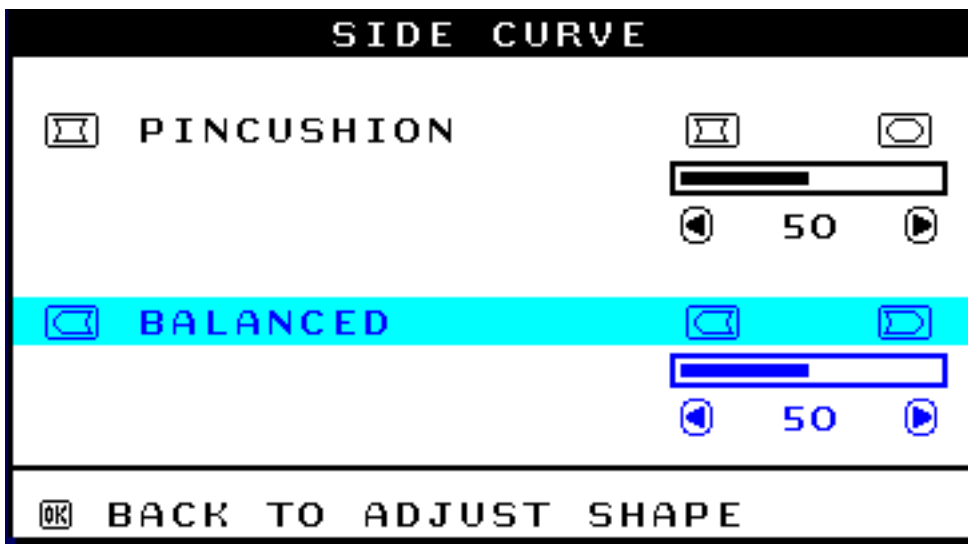 SIDE CURVE
PINCUSHION
50
BALANCED
50
OK BACK TO ADJUST SHAPE